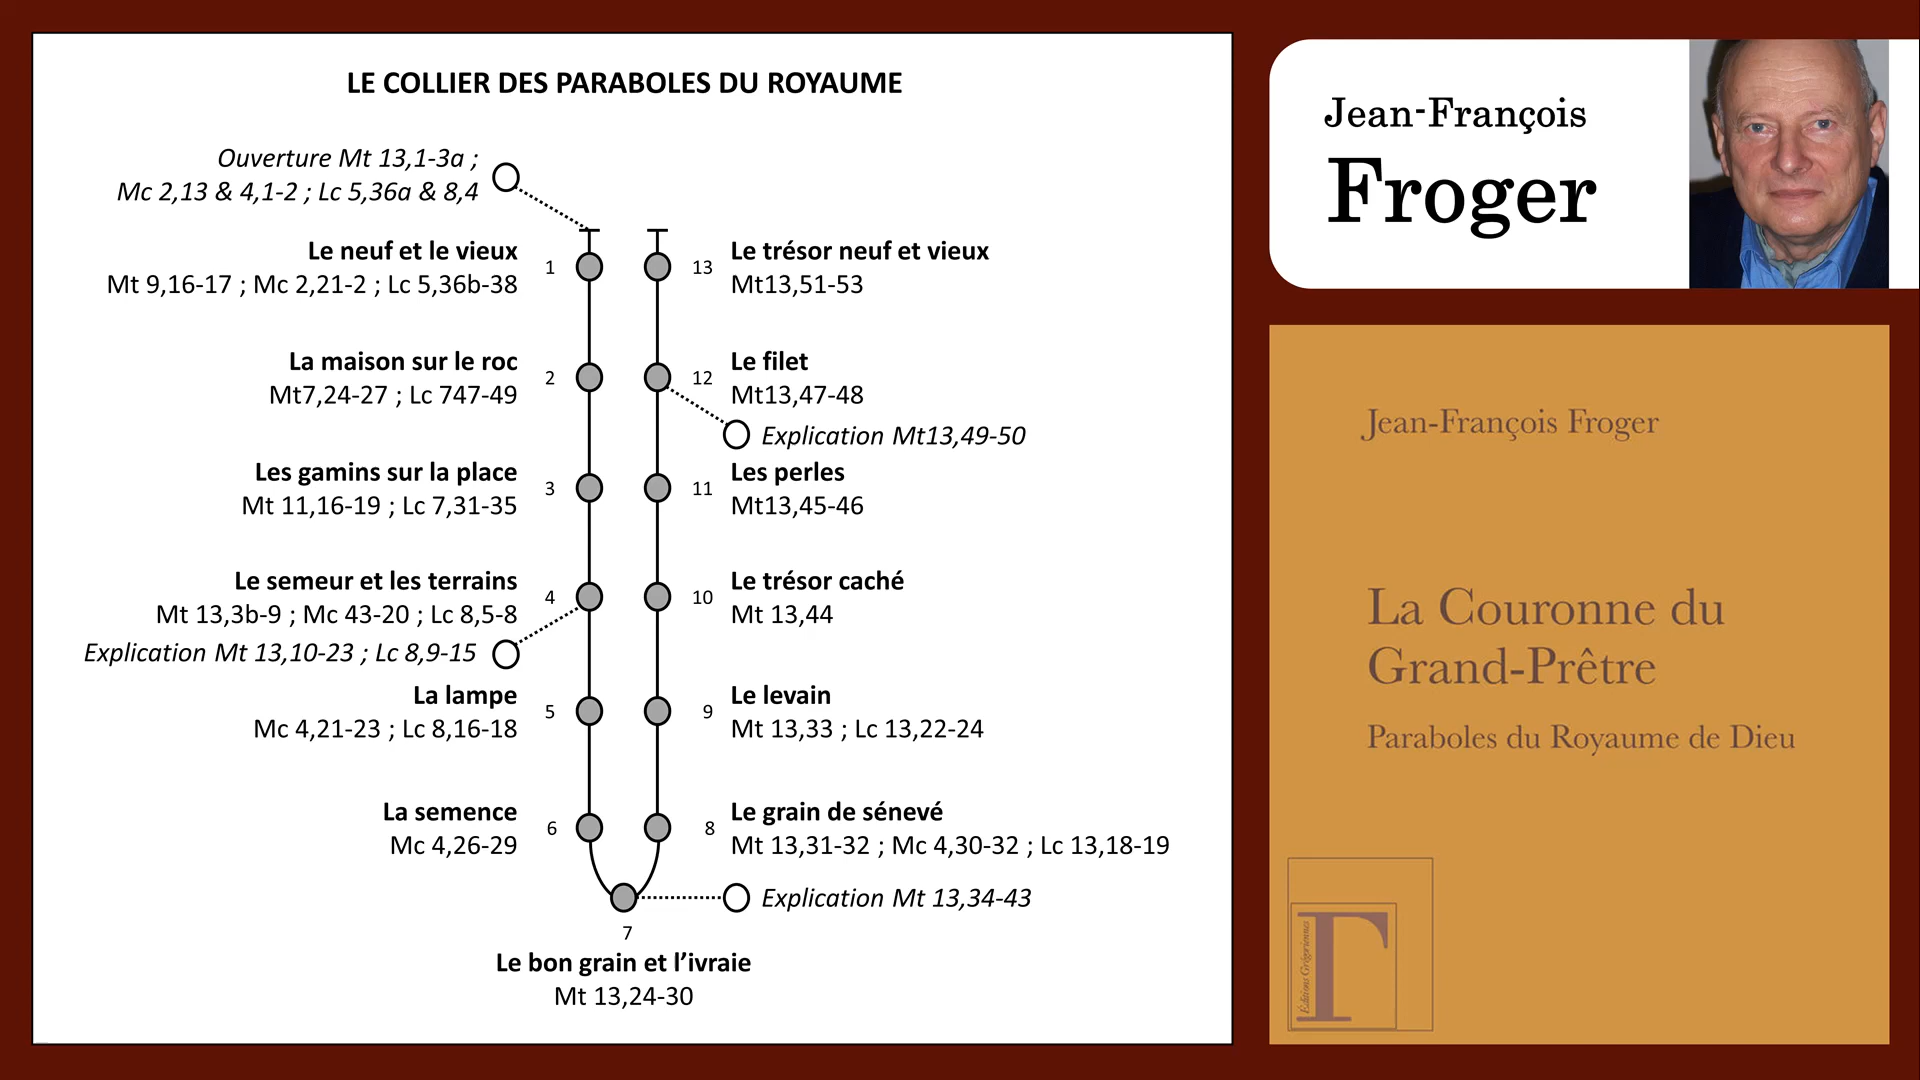 LE COLLIER DES PARABOLES DU ROYAUME
Ouverture Mt 13,1-3a ;
Mc 2,13 & 4,1-2 ; Lc 5,36a & 8,4
Le neuf et le vieux
Mt 9,16-17 ; Mc 2,21-2 ; Lc 5,36b-38
1
La maison sur le roc
Mt7,24-27 ; Lc 747-49
2
Les gamins sur la place
Mt 11,16-19 ; Lc 7,31-35
3
Le semeur et les terrains
Mt 13,3b-9 ; Mc 43-20 ; Lc 8,5-8
4
Explication Mt 13,10-23 ; Lc 8,9-15
La lampe
Mc 4,21-23 ; Lc 8,16-18
5
La semence
Mc 4,26-29
6
7
Le bon grain et l’ivraie
Mt 13,24-30
Explication Mt 13,34-43
8
Le grain de sénevé
Mt 13,31-32 ; Mc 4,30-32 ; Lc 13,18-19
9
Le levain
Mt 13,33 ; Lc 13,22-24
10
Le trésor caché
Mt 13,44
11
Les perles
Mt13,45-46
12
Le filet
Mt13,47-48
Explication Mt13,49-50
13
Le trésor neuf et vieux
Mt13,51-53
Jean-François
Froger
Jean-François Froger
La Couronne du
Grand-Prêtre
Paraboles du Royaume de Dieu
Éditions Grégoriennes